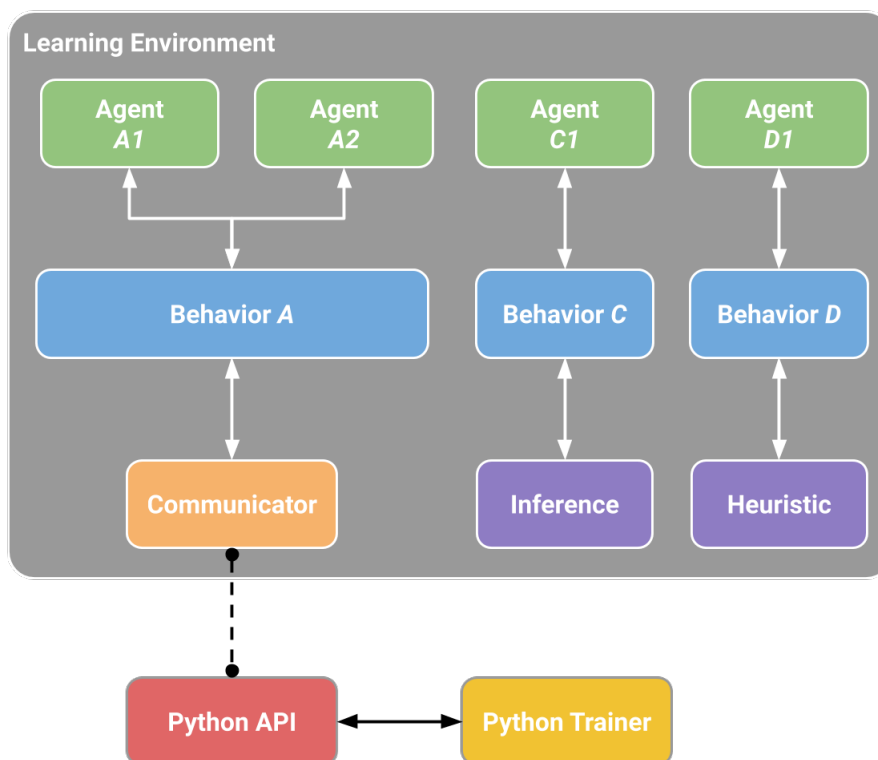 Learning Environment
Agent
A1
Agent
A2
Agent
C1
Agent
D1
Behavior A
Behavior C
Behavior D
Communicator
Inference
Heuristic
Python API
Python Trainer